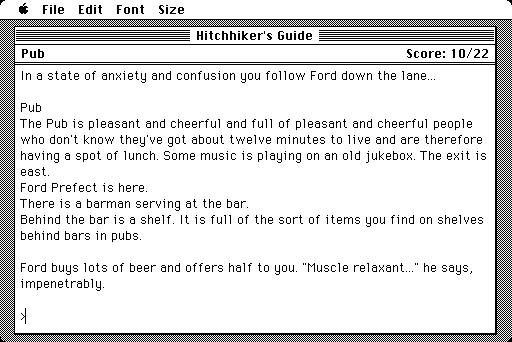 File Edit Font Size
Hitchhiker's Guide
Pub Score: 10/22
In a state of anxiety and confusion you follow Ford down the lane...
Pub
The Pub is pleasant and cheerful and full of pleasant and cheerful people
who don't know they've got about twelve minutes to live and are therefore
having a spot of lunch. Some music is playing on an old jukebox. The exit is
east.
Ford Prefect is here.
There is a barman serving at the bar.
Behind the bar is a shelf. It is full of the sort of items you find on shelves
behind bars in pubs.
Ford buys lots of beer and offers half to you. "Muscle relaxant..." he says,
impenetrably.
>